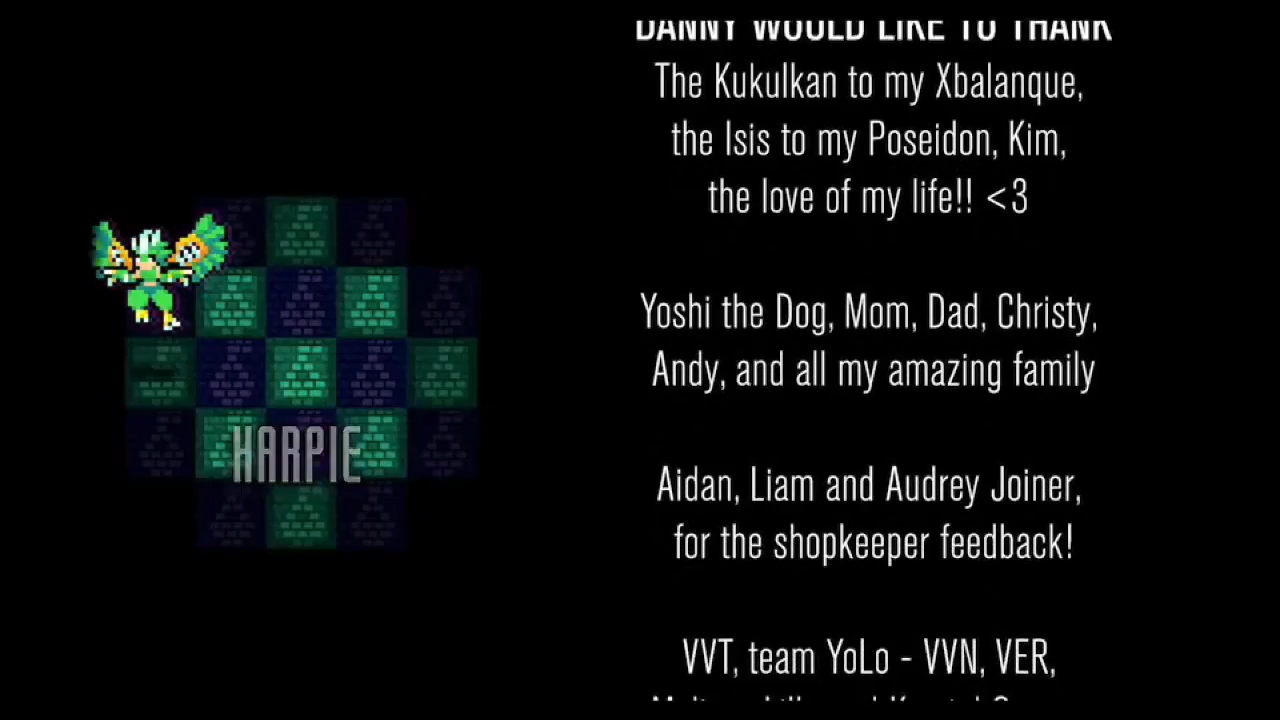 HARPIE
DANNY WOULD LIKE TO THANK
The Kukulkan to my Xbalanque,
the Isis to my Poseidon, Kim,
the love of my life!! <3
Yoshi the Dog, Mom, Dad, Christy,
Andy, and all my amazing family
Aidan, Liam and Audrey Joiner,
for the shopkeeper feedback!
VVT, team YoLo - VVN, VER,